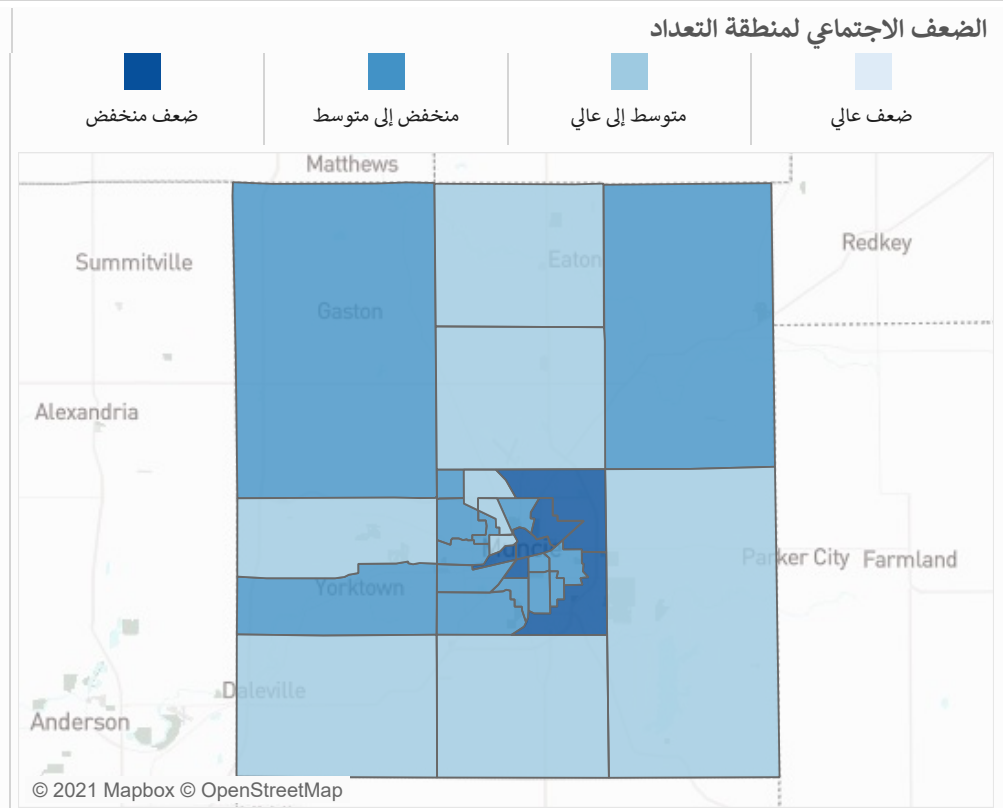 الضعف الاجتماعي لمنطقة التعداد
ضعف عالي
متوسط إلى عالي
منخفض إلى متوسط
ضعف منخفض
Matthews
Redkey
Eaton
Summitville
Gaston
Alexandria
Muncie
Parker City
Farmland
Yorktown
Daleville
Anderson
© 2021 Mapbox © OpenStreetMap